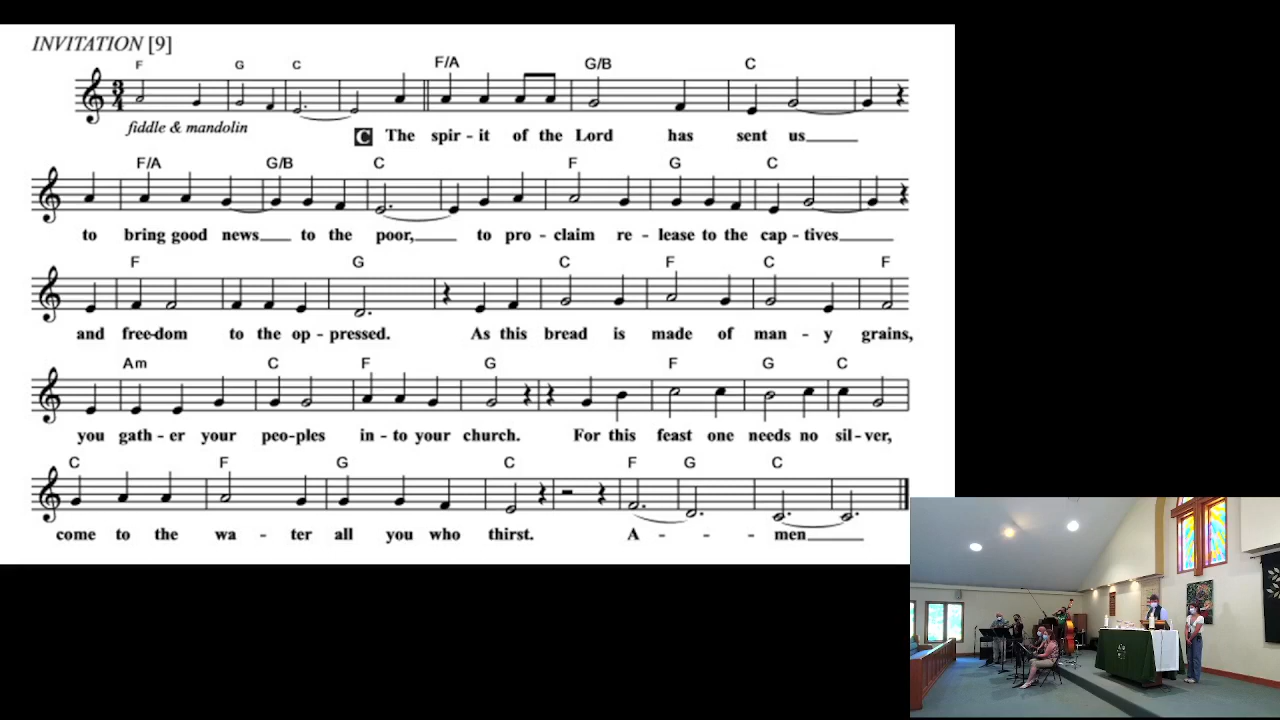 INVITATION [9]
F G C F/A G/B C
3 4
fiddle & mandolin
C The spir - it of the Lord has sent us
F/A G/B C F G C
to bring good news to the poor, to pro - claim re - lease to the cap - tives
F G C F C F
and free-dom to the op - pressed. As this bread is made of man - y grains,
Am C F G F G C
you gath - er your peo-ples in - to your church. For this feast one needs no sil - ver,
C F G C F G C
come to the wa - ter all you who thirst. A - - - men